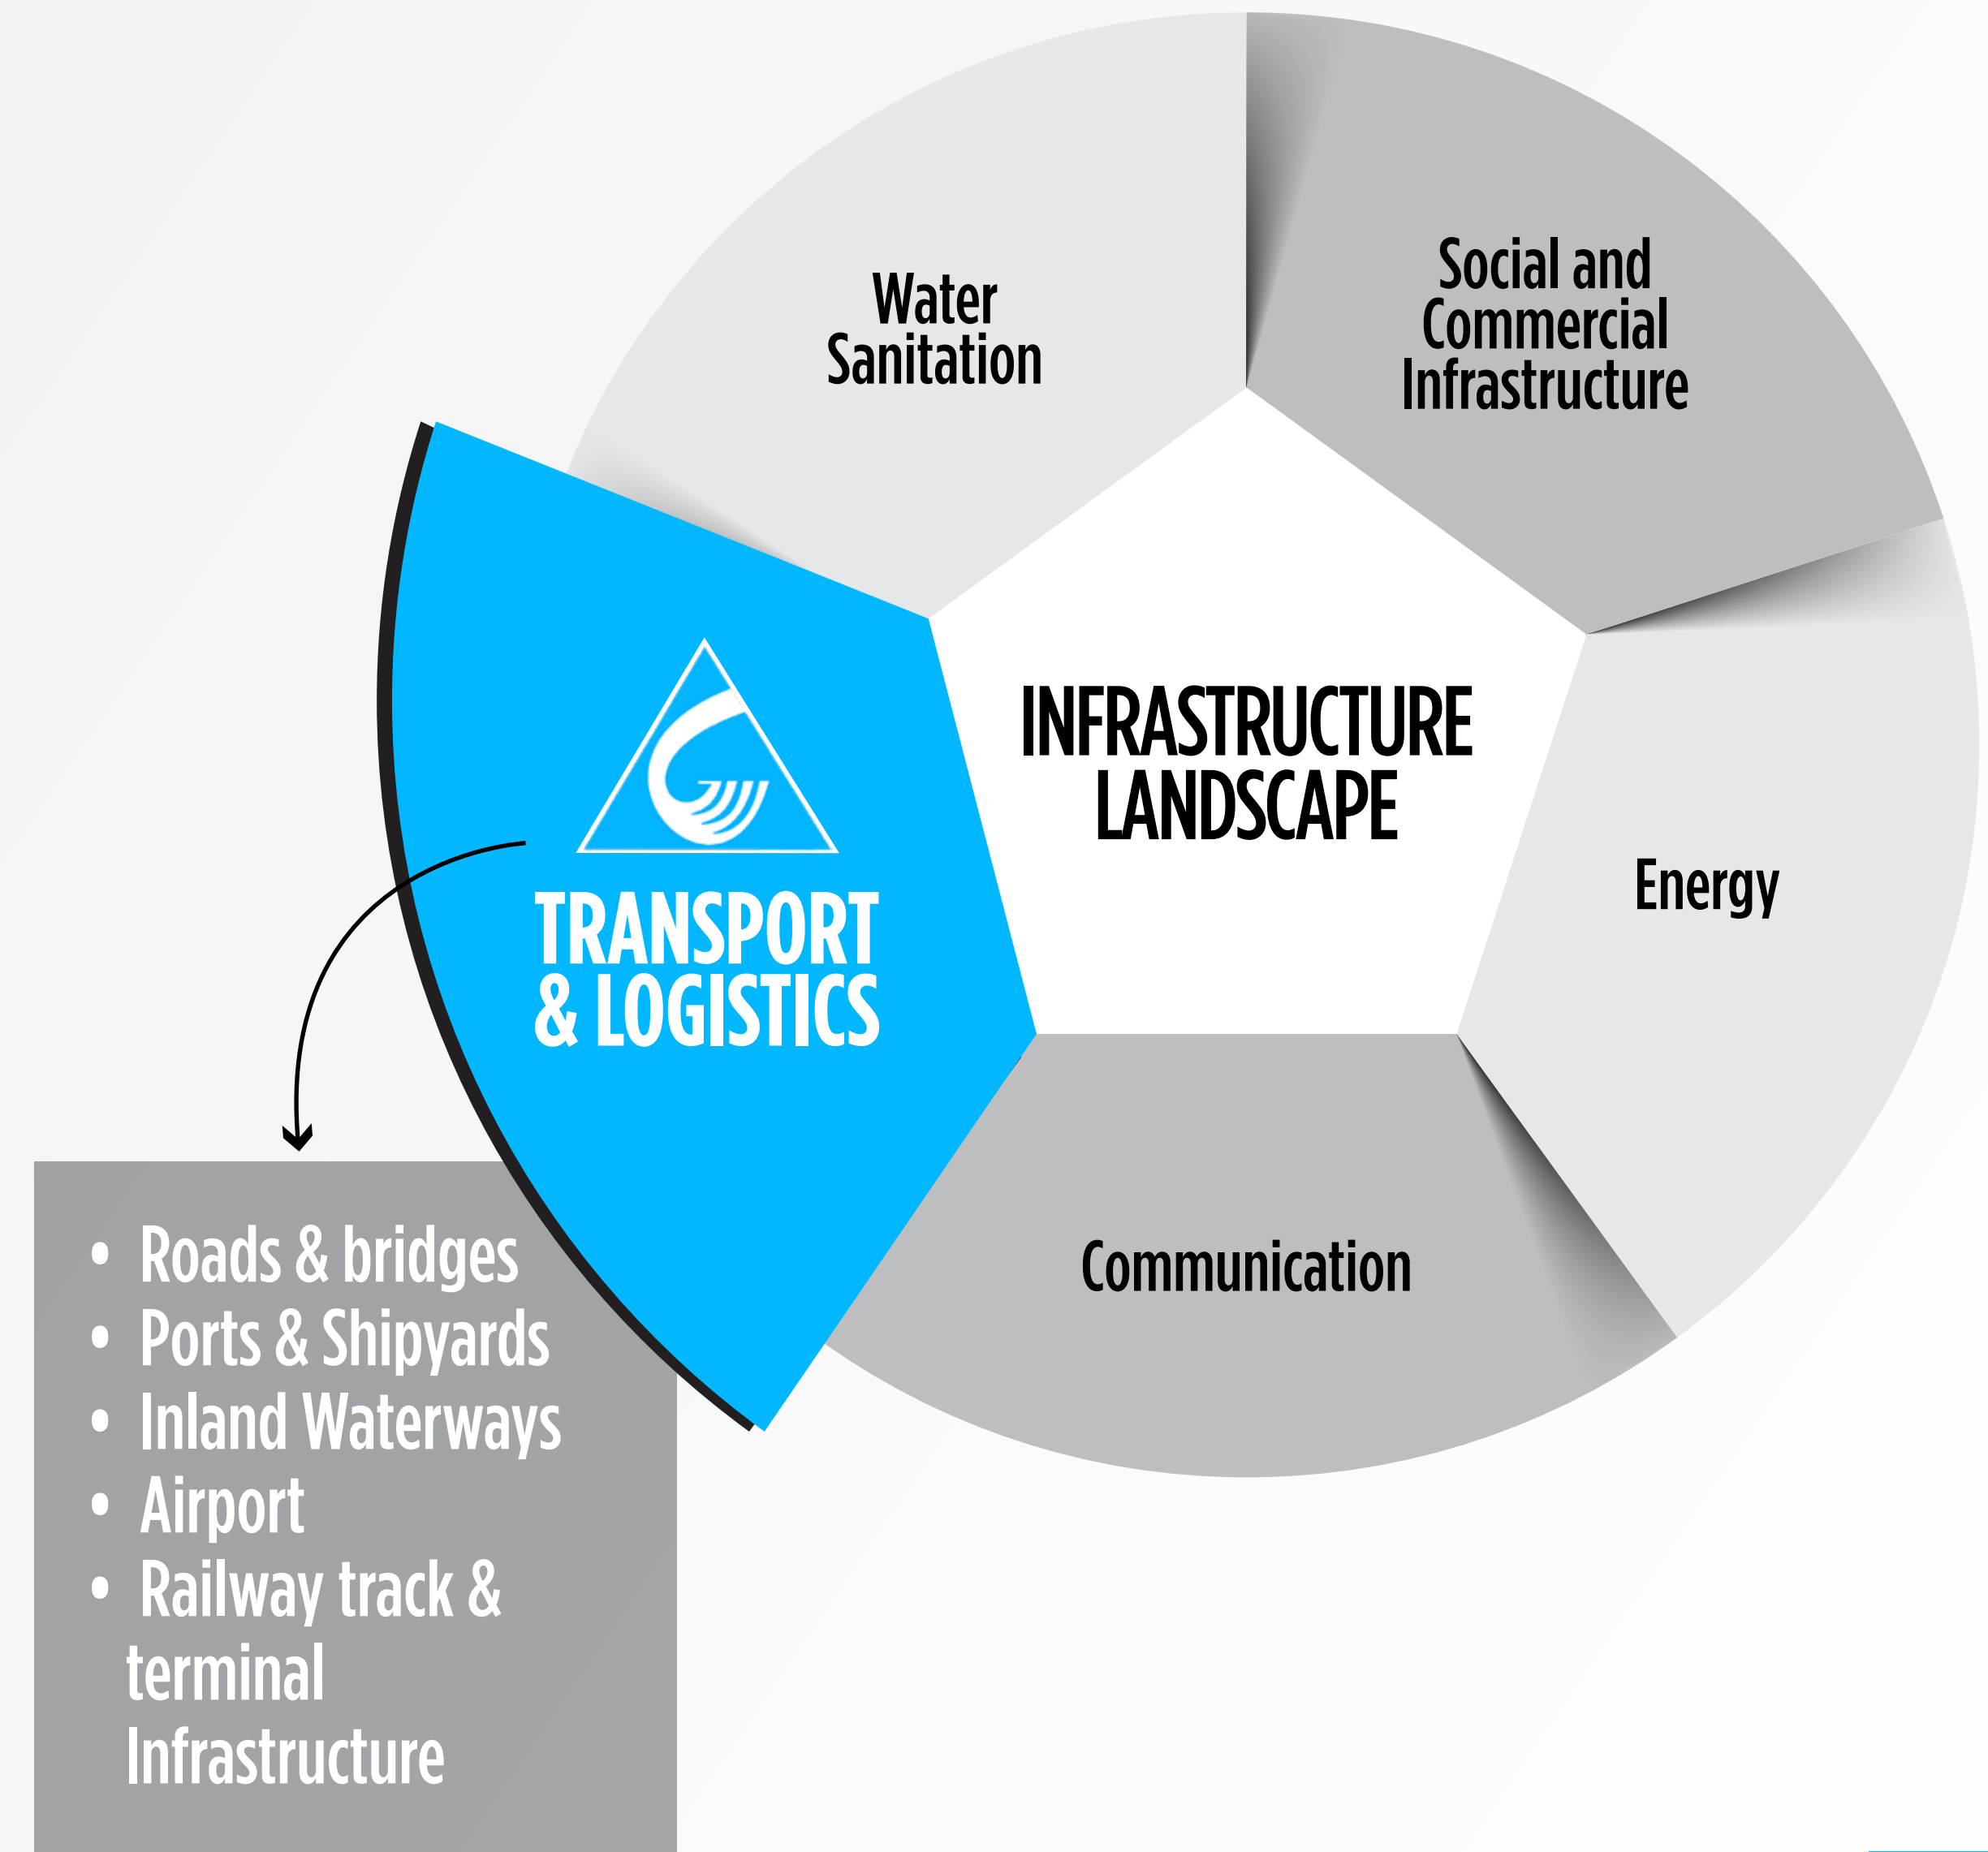 Water
Sanitation
Social and
Commercial
Infrastructure
INFRASTRUCTURE
LANDSCAPE
Energy
TRANSPORT
& LOGISTICS
Communication
• Roads & bridges
• Ports & Shipyards
• Inland Waterways
• Airport
• Railway track &
terminal
Infrastructure